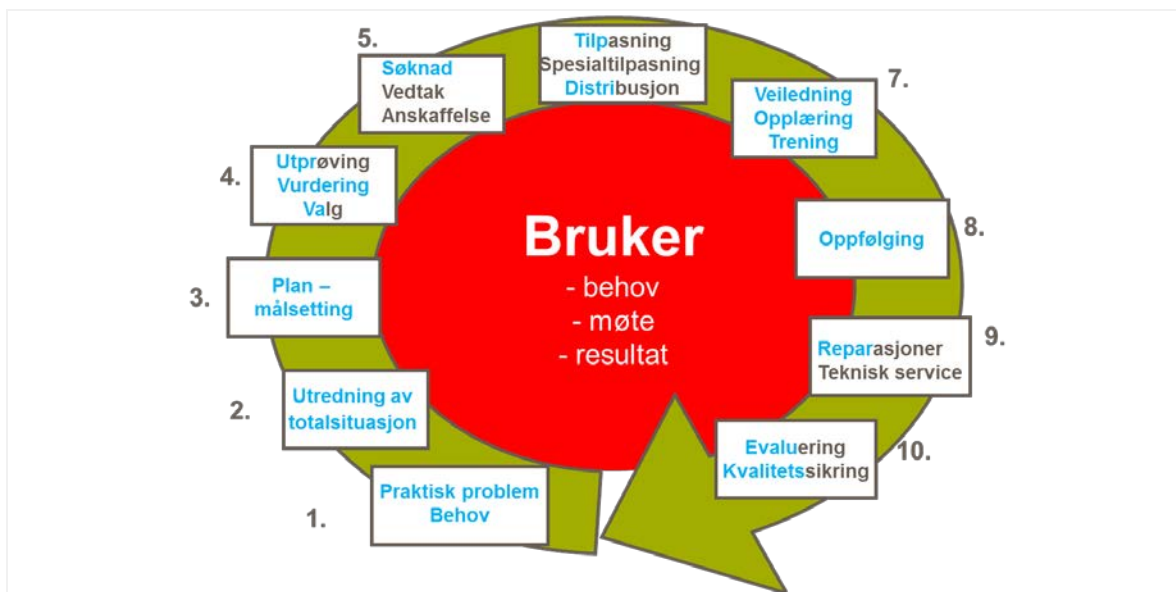 5.
Søknad
Vedtak
Anskaffelse
Tilpasning
Spesialtilpasning
Distribusjon
7.
Veiledning
Opplæring
Trening
4.
Utprøving
Vurdering
Valg
8.
Oppfølging
3.
Plan –
målsetting
Bruker
- behov
- møte
- resultat
9.
Reparasjoner
Teknisk service
2.
Utredning av
totalsituasjon
10.
Evaluering
Kvalitetssikring
1.
Praktisk problem
Behov